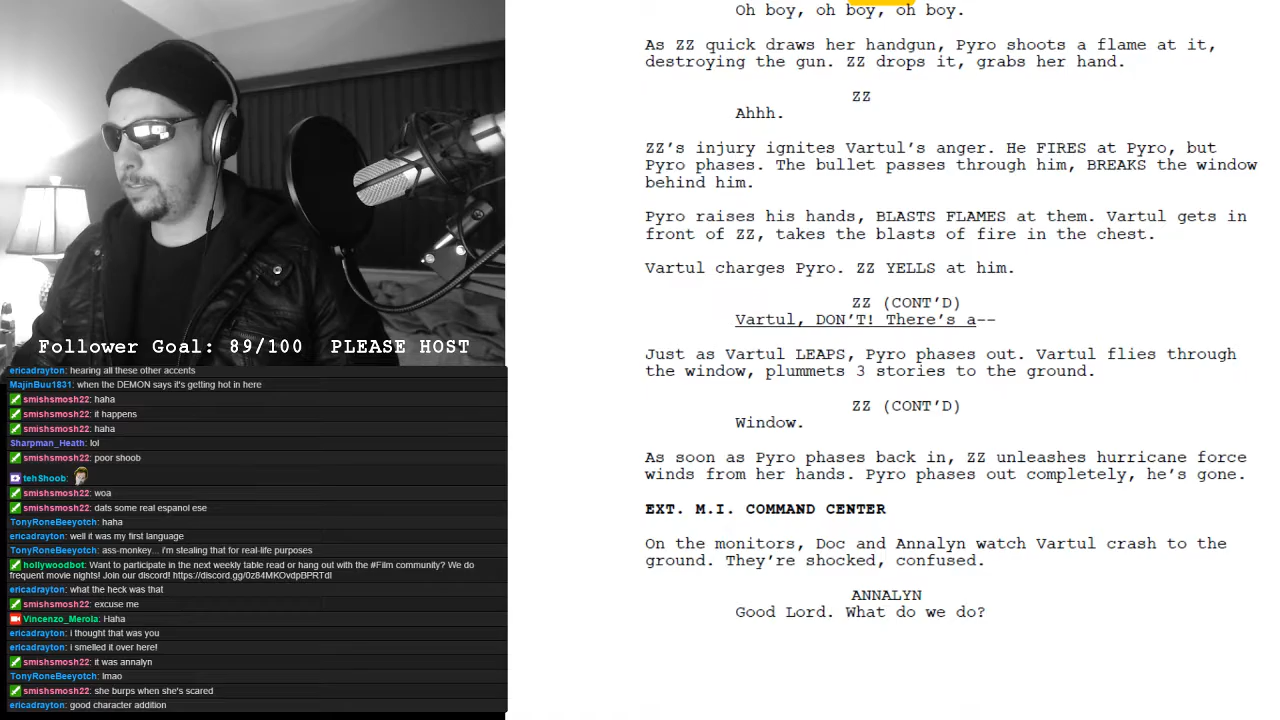 Follower Goal: 89/100 PLEASE HOST
ericadrayton: hearing all these other accents
MajinBuu1831: when the DEMON says it's getting hot in here
smishsmosh22: haha
smishsmosh22: it happens
smishsmosh22: haha
Sharpman_Heath: lol
smishsmosh22: poor shoob
tehShoob:
smishsmosh22: woa
smishsmosh22: dats some real espanol ese
TonyRoneBeeyotch: haha
ericadrayton: well it was my first language
TonyRoneBeeyotch: ass-monkey... i'm stealing that for real-life purposes
hollywoodbot: Want to participate in the next weekly table read or hang out with the #Film community? We do
frequent movie nights! Join our discord! https://discord.gg/0z84MKOvdpBPRTdI
ericadrayton: what the heck was that
smishsmosh22: excuse me
Vincenzo_Merola: Haha
ericadrayton: i thought that was you
ericadrayton: i smelled it over here!
smishsmosh22: it was annalyn
TonyRoneBeeyotch: lmao
smishsmosh22: she burps when she's scared
ericadrayton: good character addition
Oh boy, oh boy, oh boy.
As ZZ quick draws her handgun, Pyro shoots a flame at it,
destroying the gun. ZZ drops it, grabs her hand.
ZZ
Ahhh.
ZZ's injury ignites Vartul's anger. He FIRES at Pyro, but
Pyro phases. The bullet passes through him, BREAKS the window
behind him.
Pyro raises his hands, BLASTS FLAMES at them. Vartul gets in
front of ZZ, takes the blasts of fire in the chest.
Vartul charges Pyro. ZZ YELLS at him.
ZZ (CONT'D)
Vartul, DON'T! There's a--
Just as Vartul LEAPS, Pyro phases out. Vartul flies through
the window, plummets 3 stories to the ground.
ZZ (CONT'D)
Window.
As soon as Pyro phases back in, ZZ unleashes hurricane force
winds from her hands. Pyro phases out completely, he's gone.
EXT. M.I. COMMAND CENTER
On the monitors, Doc and Annalyn watch Vartul crash to the
ground. They're shocked, confused.
ANNALYN
Good Lord. What do we do?